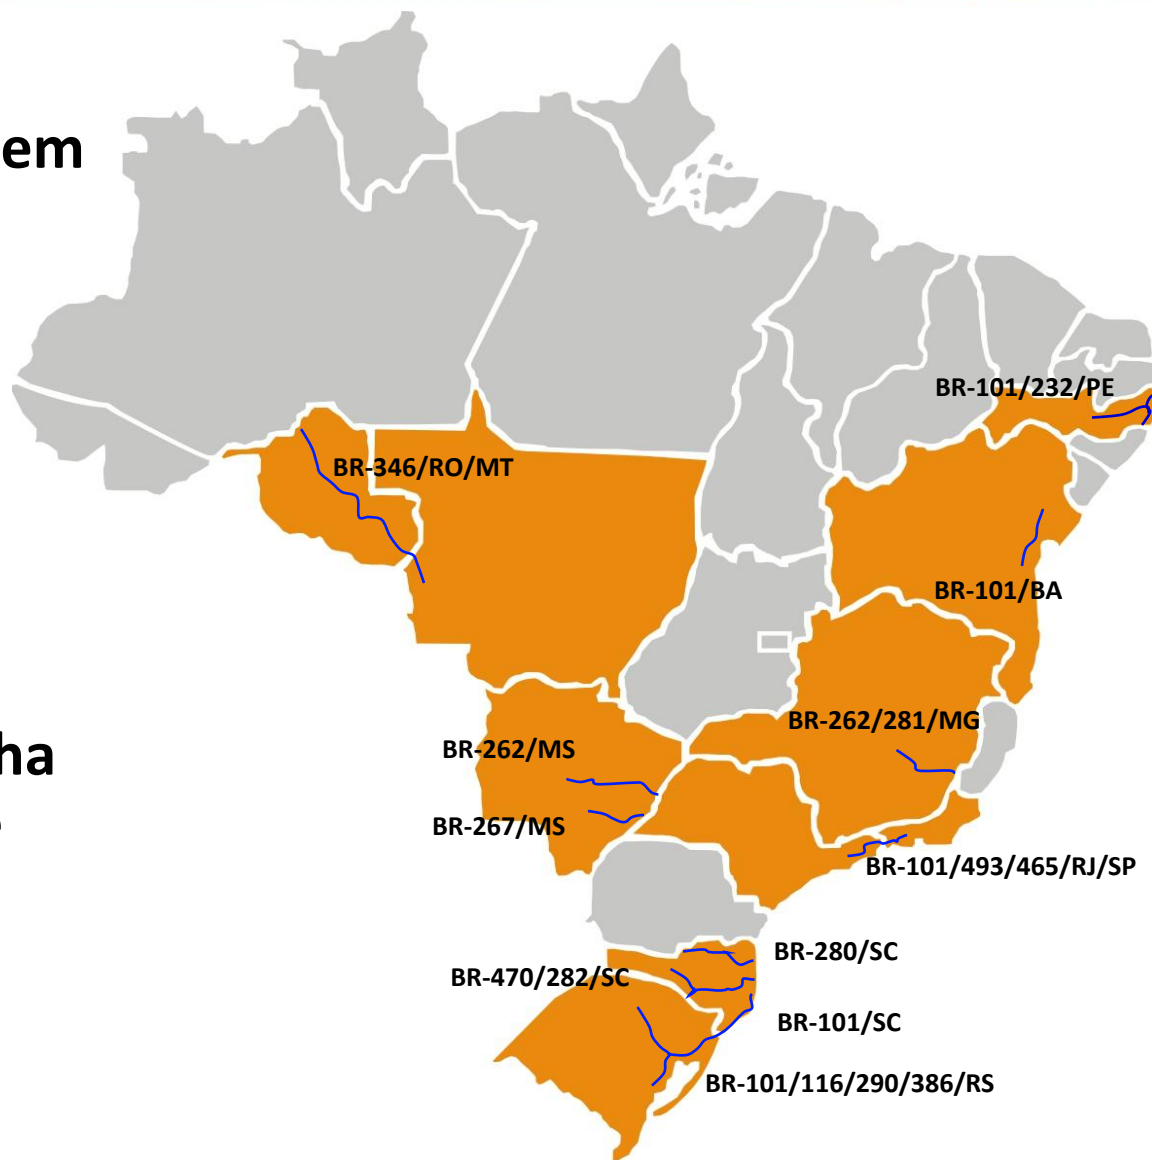 em
BR-101/232/PE
BR-346/RO/MT
BR-101/BA
BR-262/281/MG
ha
BR-262/MS
BR-267/MS
BR-101/493/465/RJ/SP
BR-280/SC
BR-470/282/SC
BR-101/SC
BR-101/116/290/386/RS